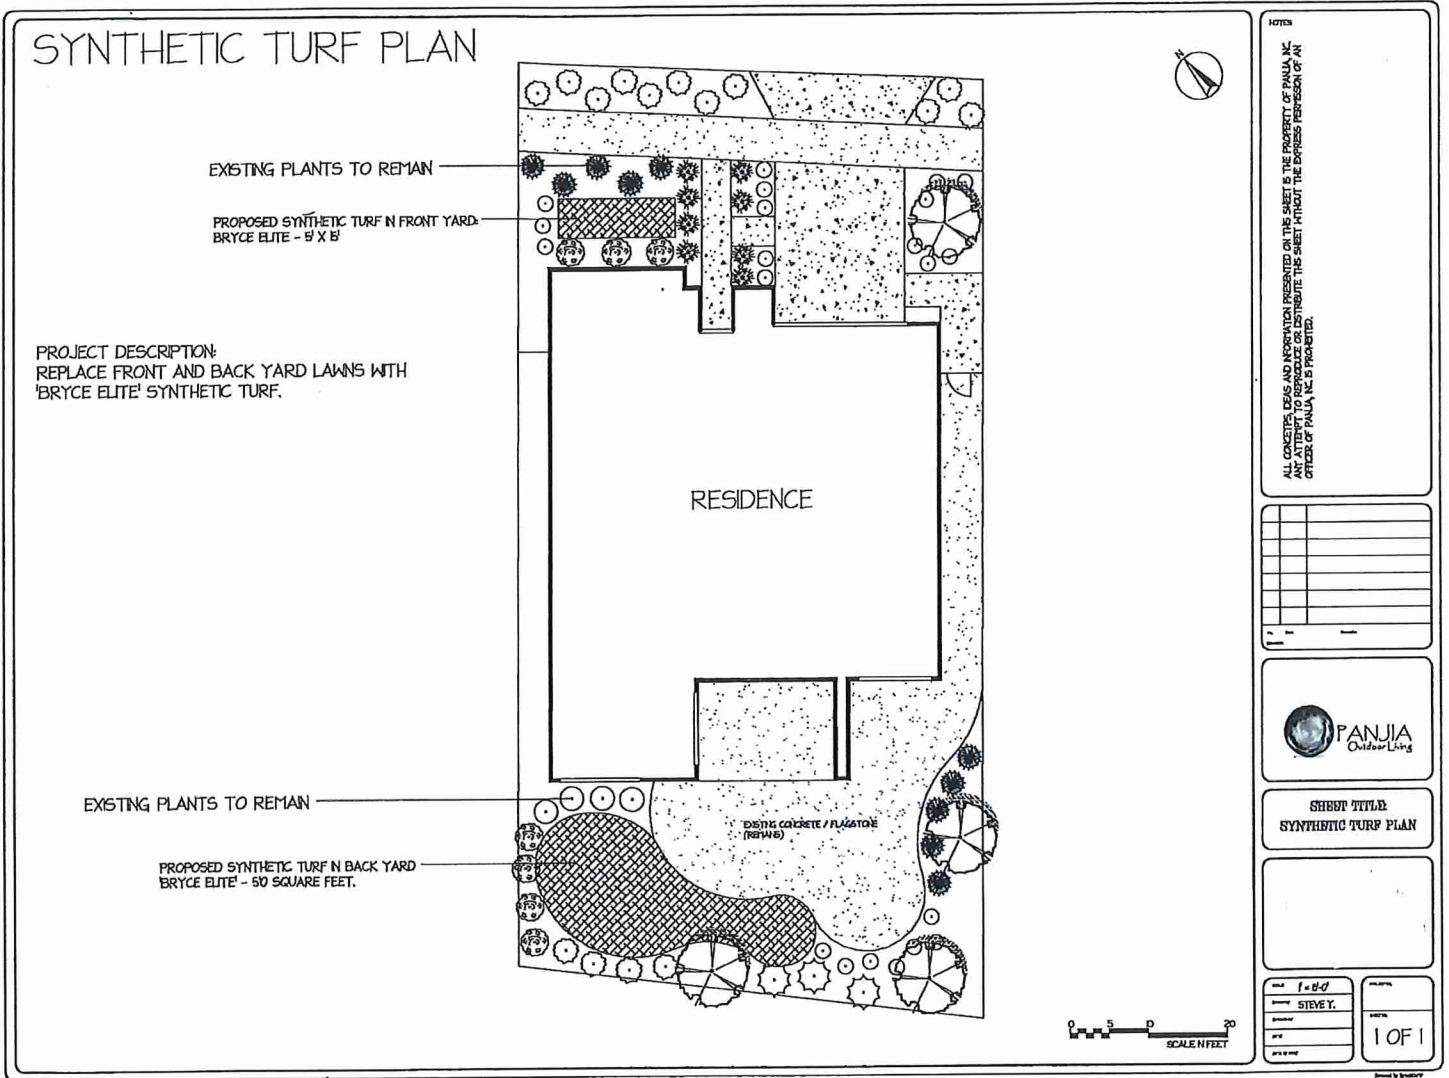 SYNTHETIC TURF PLAN
N
EXISTING PLANTS TO REMAIN
PROPOSED SYNTHETIC TURF IN FRONT YARD:
BRYCE ELITE - 5' X 15'
PROJECT DESCRIPTION:
REPLACE FRONT AND BACK YARD LAWNS WITH
'BRYCE ELITE' SYNTHETIC TURF.
RESIDENCE
EXISTING PLANTS TO REMAIN
EXISTING CONCRETE / FLAGSTONE
(REMAINS)
PROPOSED SYNTHETIC TURF IN BACK YARD
'BRYCE ELITE' - 510 SQUARE FEET.
0 5 10 20
SCALE IN FEET
NOTES
ALL CONCETPS, IDEAS AND INFORMATION PRESENTED ON THIS SHEET IS THE PROPERTY OF PANJIA, INC.
ANY ATTEMPT TO REPRODUCE OR DISTRIBUTE THIS SHEET WITHOUT THE EXPRESS PERMISSION OF AN
OFFICER OF PANJIA, INC. IS PROHIBITED.
PANJIA
Outdoor Living
SHEET TITLE:
SYNTHETIC TURF PLAN
STEVE Y.
1 OF 1